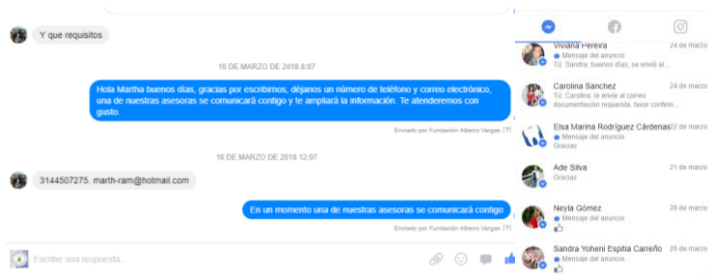 Y que requisitos
16 DE MARZO DE 2018 8:07
Hola Martha buenos días, gracias por escribirnos, déjanos un número de teléfono y correo electrónico,
una de nuestras asesoras se comunicará contigo y te ampliará la información. Te atenderemos con
gusto.
Enviado por Fundación Albeiro Vargas [?]
16 DE MARZO DE 2018 12:07
3144507275. marth-ram@hotmail.com
En un momento una de nuestras asesoras se comunicará contigo
Enviado por Fundación Albeiro Vargas [?]
Escribe una respuesta...
Viviana Pereira 24 de marzo
Mensaje del anuncio
Tú: Sandra, buenos días, se envió al...
Carolina Sanchez 24 de marzo
Tú: Carolina, le envie al correo
documentación requerida, favor confirm...
Elsa Marina Rodríguez Cárdenas 22 de marzo
Mensaje del anuncio
Gracias
Ade Silva 21 de marzo
Gracias
Neyla Gómez 20 de marzo
Mensaje del anuncio
Sandra Yoheni Espitia Carreño 20 de marzo
Mensaje del anuncio